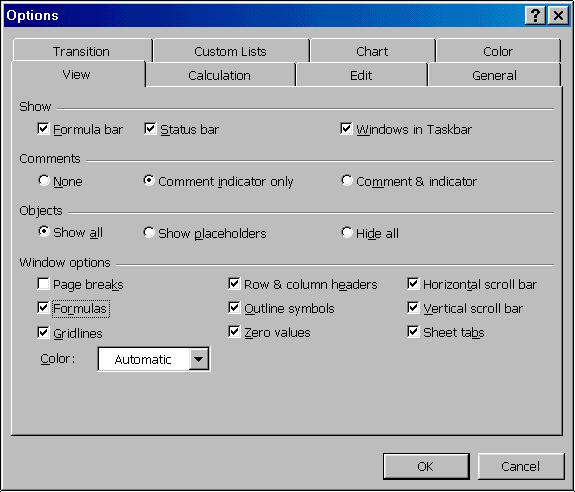 Options
Transition Custom Lists Chart Color
View Calculation Edit General
Show
Formula bar Status bar Windows in Taskbar
Comments
None Comment indicator only Comment & indicator
Objects
Show all Show placeholders Hide all
Window options
Page breaks Row & column headers Horizontal scroll bar
Formulas Outline symbols Vertical scroll bar
Gridlines Zero values Sheet tabs
Color: Automatic
OK Cancel